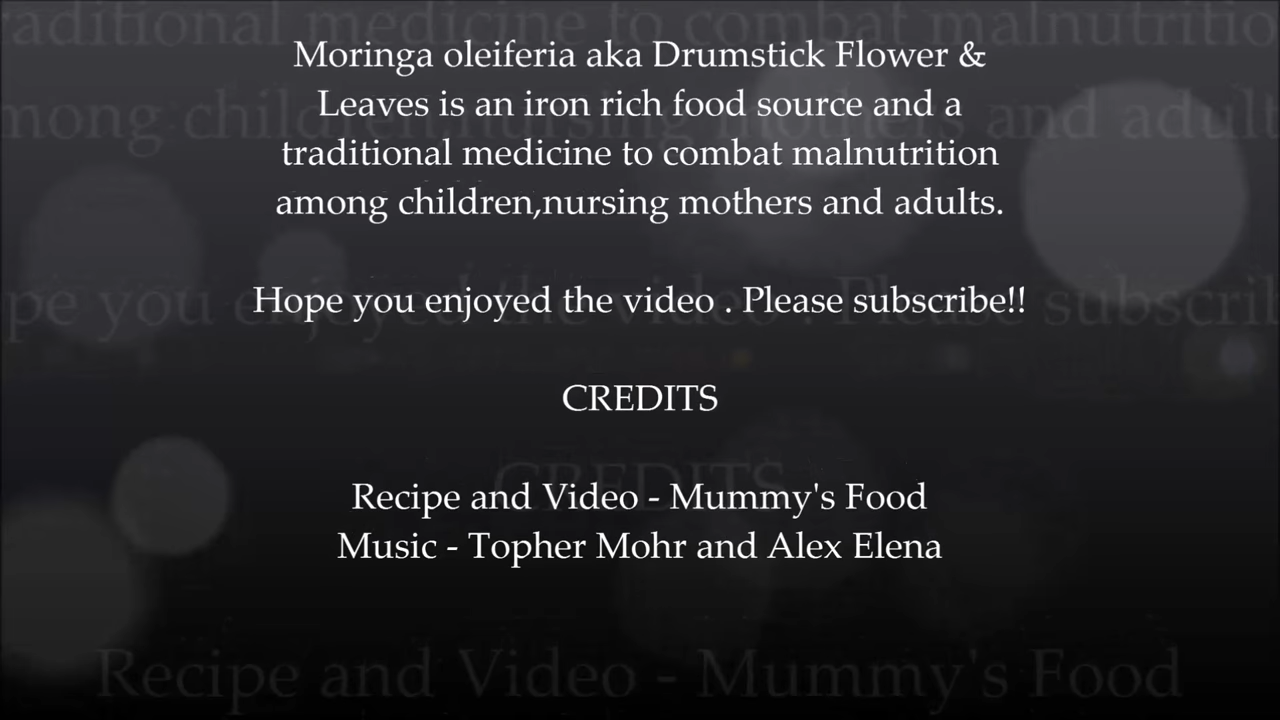 Moringa oleiferia aka Drumstick Flower &
Leaves is an iron rich food source and a
traditional medicine to combat malnutrition
among children,nursing mothers and adults.
Hope you enjoyed the video . Please subscribe!!
CREDITS
Recipe and Video - Mummy's Food
Music - Topher Mohr and Alex Elena